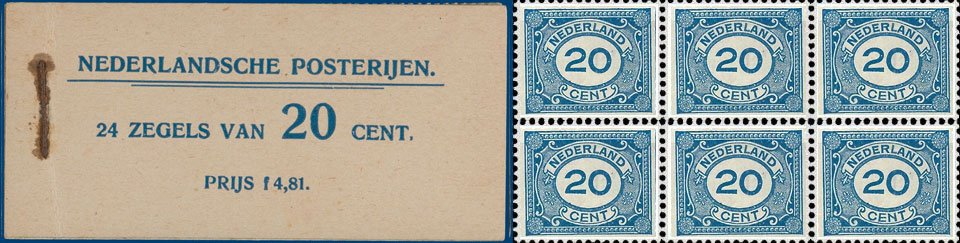 NEDERLANDSCHE POSTERIJEN.
24 ZEGELS VAN 20 CENT.
PRIJS f 4,81.
NEDERLAND
20
CENT
NEDERLAND
20
CENT
NEDERLAND
20
CENT
NEDERLAND
20
CENT
NEDERLAND
20
CENT
NEDERLAND
20
CENT